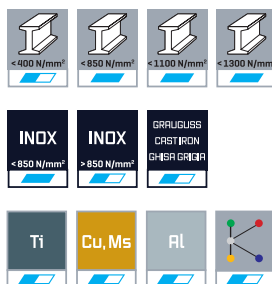 <400 N/mm² <850 N/mm² <1100 N/mm² <1300 N/mm²
INOX INOX GRAUGUSS
CAST IRON
GHISA GRIGIA
<850 N/mm² >850 N/mm²
Ti Cu, Ms Al